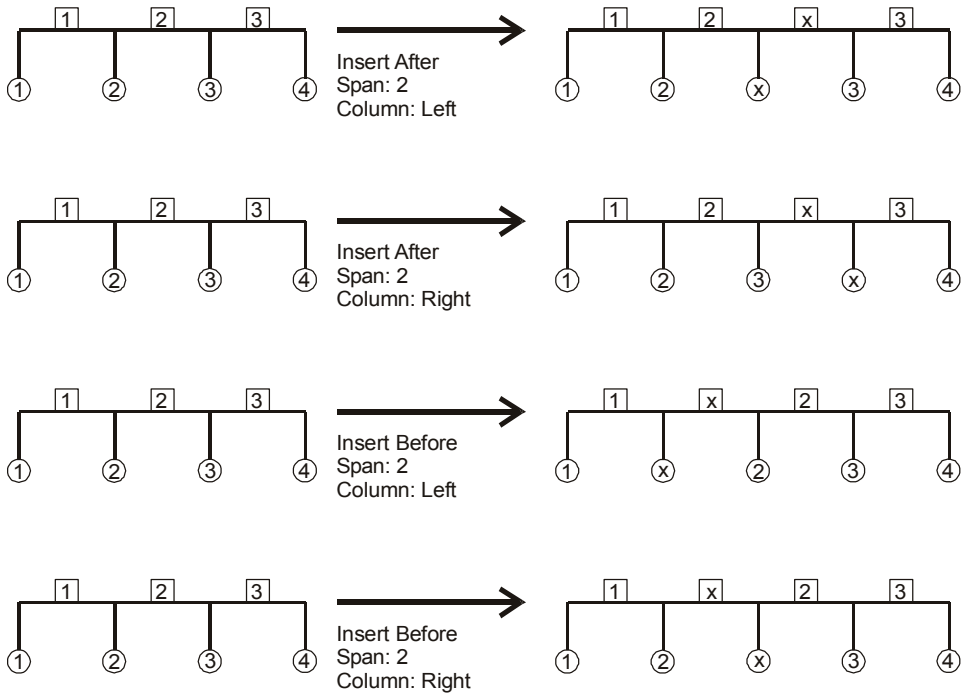 1 2 3 1 2 x 3
1 2 3 4 1 2 x 3 4
Insert After
Span: 2
Column: Left
1 2 3 1 2 x 3
1 2 3 4 1 2 3 x 4
Insert After
Span: 2
Column: Right
1 2 3 1 x 2 3
1 2 3 4 1 x 2 3 4
Insert Before
Span: 2
Column: Left
1 2 3 1 x 2 3
1 2 3 4 1 2 x 3 4
Insert Before
Span: 2
Column: Right